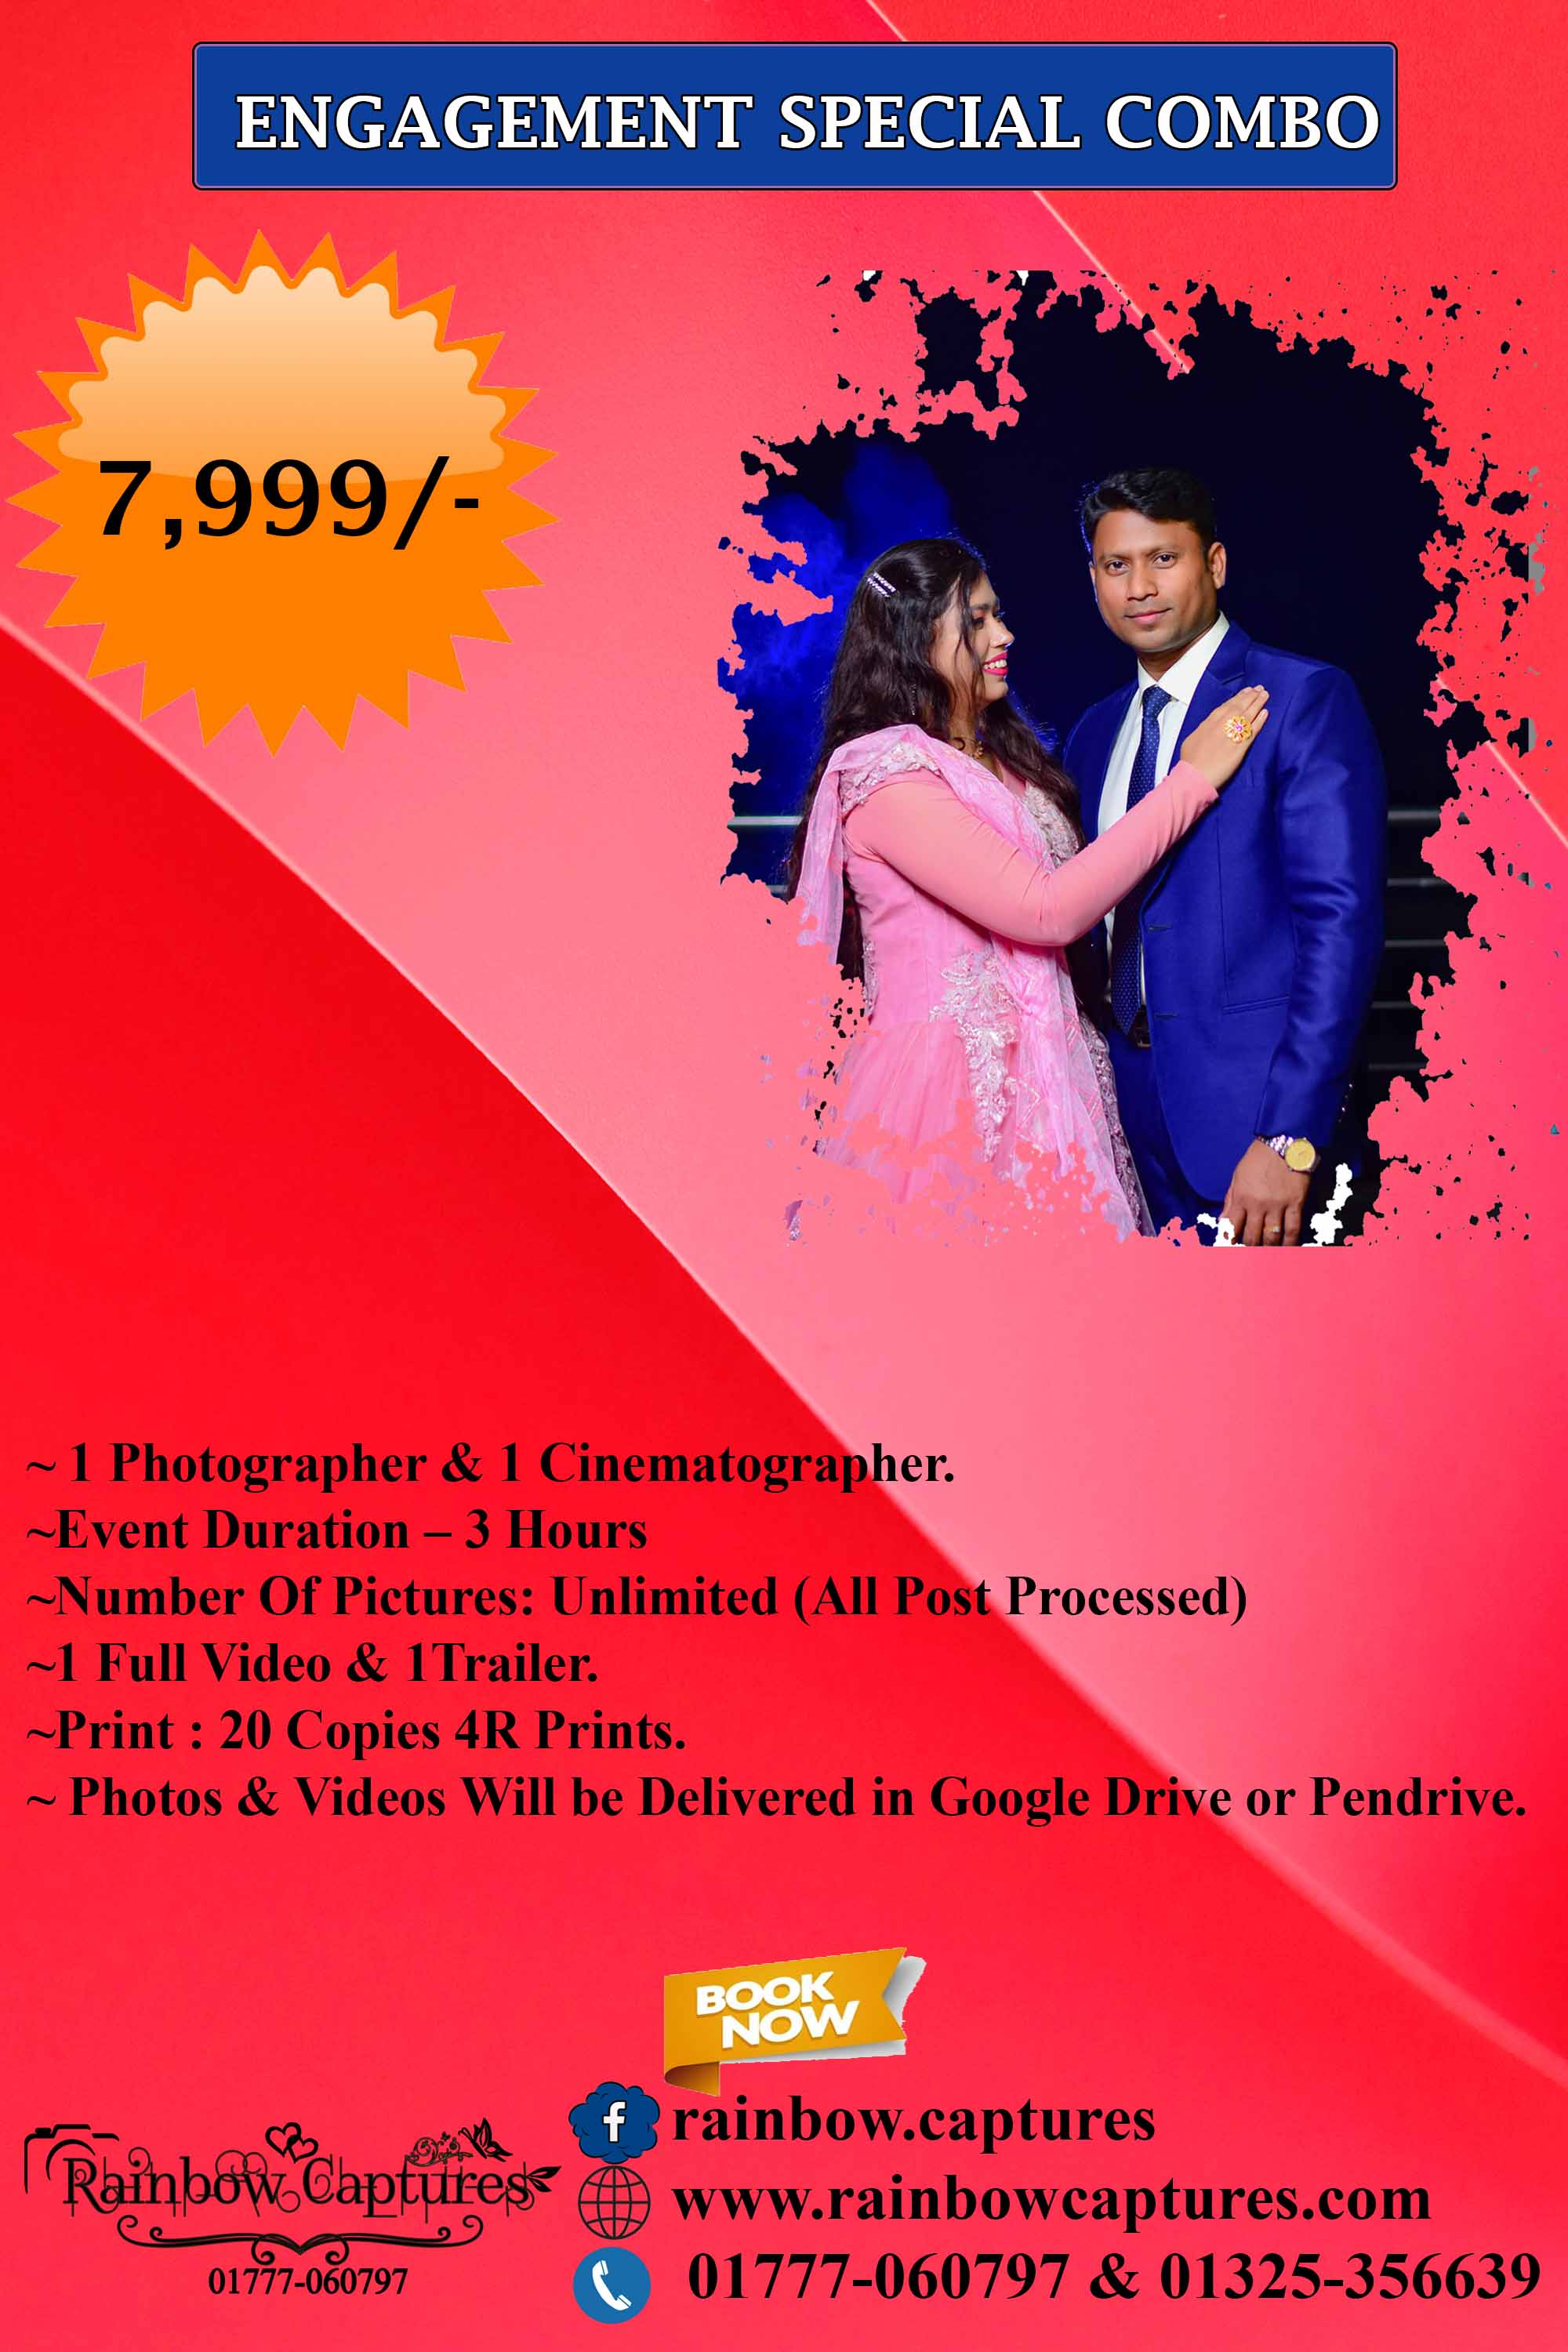 ENGAGEMENT SPECIAL COMBO
7,999/-
~ 1 Photographer & 1 Cinematographer.
~Event Duration – 3 Hours
~Number Of Pictures: Unlimited (All Post Processed)
~1 Full Video & 1Trailer.
~Print : 20 Copies 4R Prints.
~ Photos & Videos Will be Delivered in Google Drive or Pendrive.
BOOK
NOW
f rainbow.captures
www.rainbowcaptures.com
01777-060797 & 01325-356639
Rainbow Captures
01777-060797